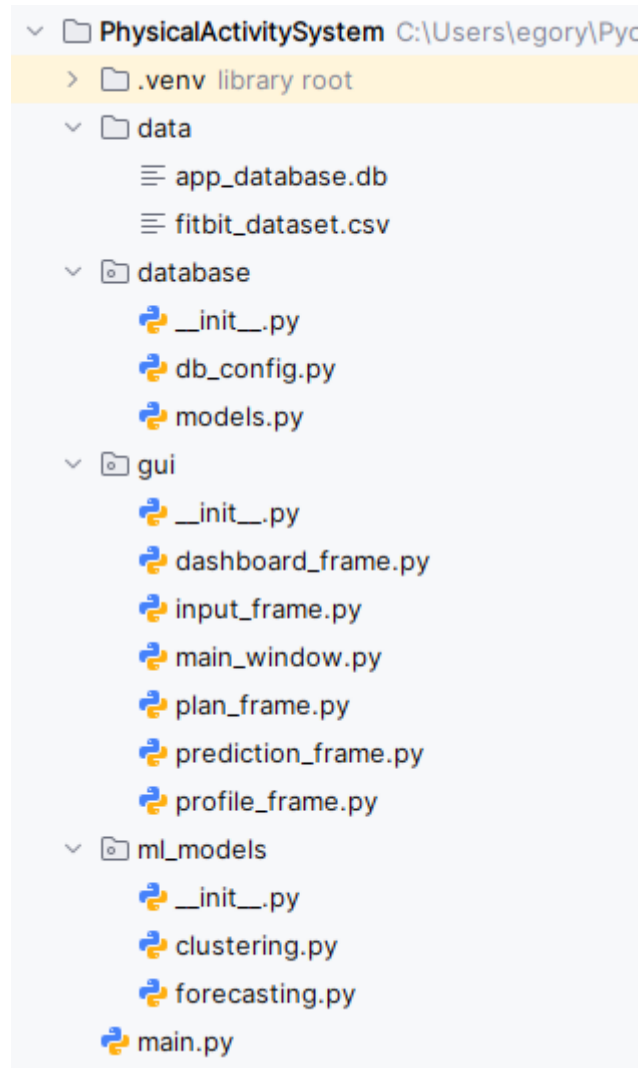 PhysicalActivitySystem C:\Users\egory\Pyc
.venv library root
data
app_database.db
fitbit_dataset.csv
database
__init__.py
db_config.py
models.py
gui
__init__.py
dashboard_frame.py
input_frame.py
main_window.py
plan_frame.py
prediction_frame.py
profile_frame.py
ml_models
__init__.py
clustering.py
forecasting.py
main.py